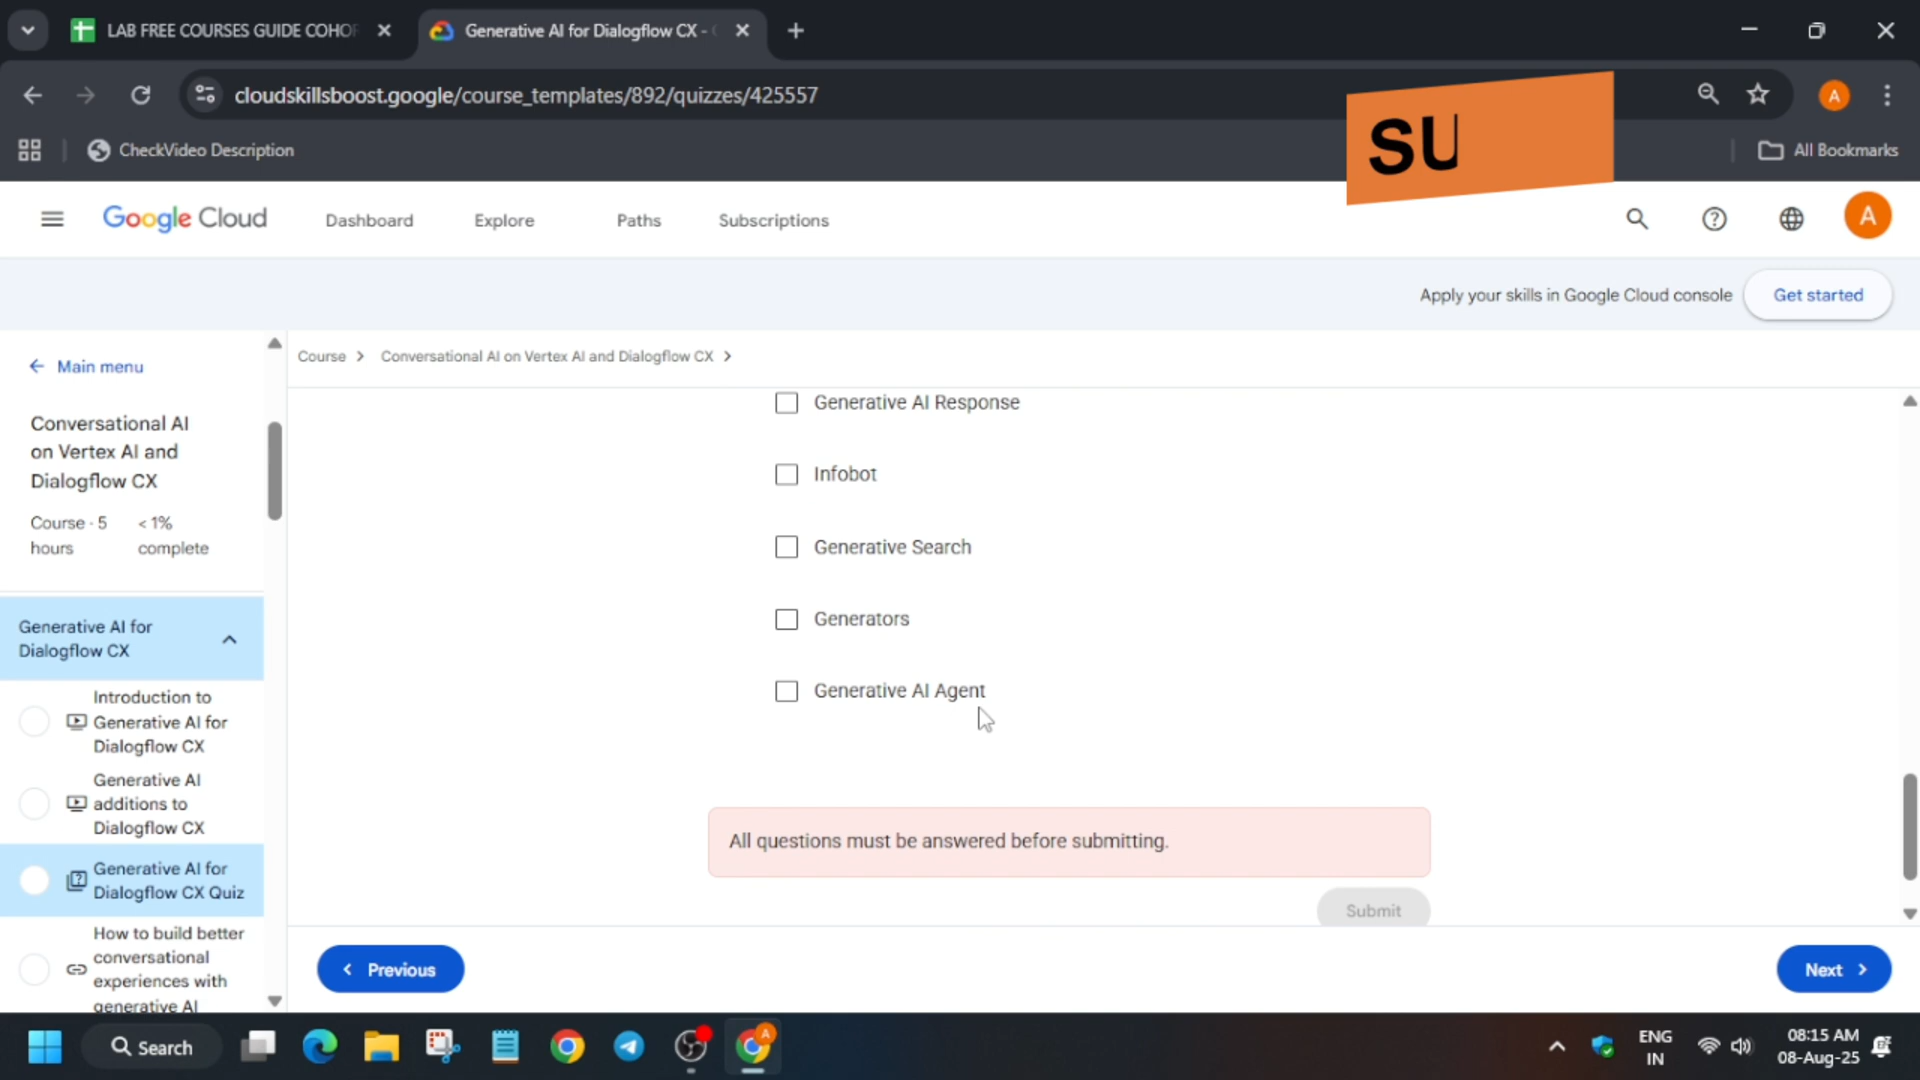 LAB FREE COURSES GUIDE COHOR
Generative AI for Dialogflow CX -
cloudskillsboost.google/course_templates/892/quizzes/425557
A
CheckVideo Description
All Bookmarks
SU
Google Cloud
Dashboard
Explore
Paths
Subscriptions
A
Apply your skills in Google Cloud console
Get started
Main menu
Course
Conversational AI on Vertex AI and Dialogflow CX
Conversational AI
on Vertex AI and
Dialogflow CX
Course · 5
hours
< 1%
complete
Generative AI for
Dialogflow CX
Introduction to
Generative AI for
Dialogflow CX
Generative AI
additions to
Dialogflow CX
Generative AI for
Dialogflow CX Quiz
How to build better
conversational
experiences with
generative AI
Generative AI Response
Infobot
Generative Search
Generators
Generative AI Agent
All questions must be answered before submitting.
Submit
Previous
Next
Search
A
ENG
IN
08:15 AM
08-Aug-25